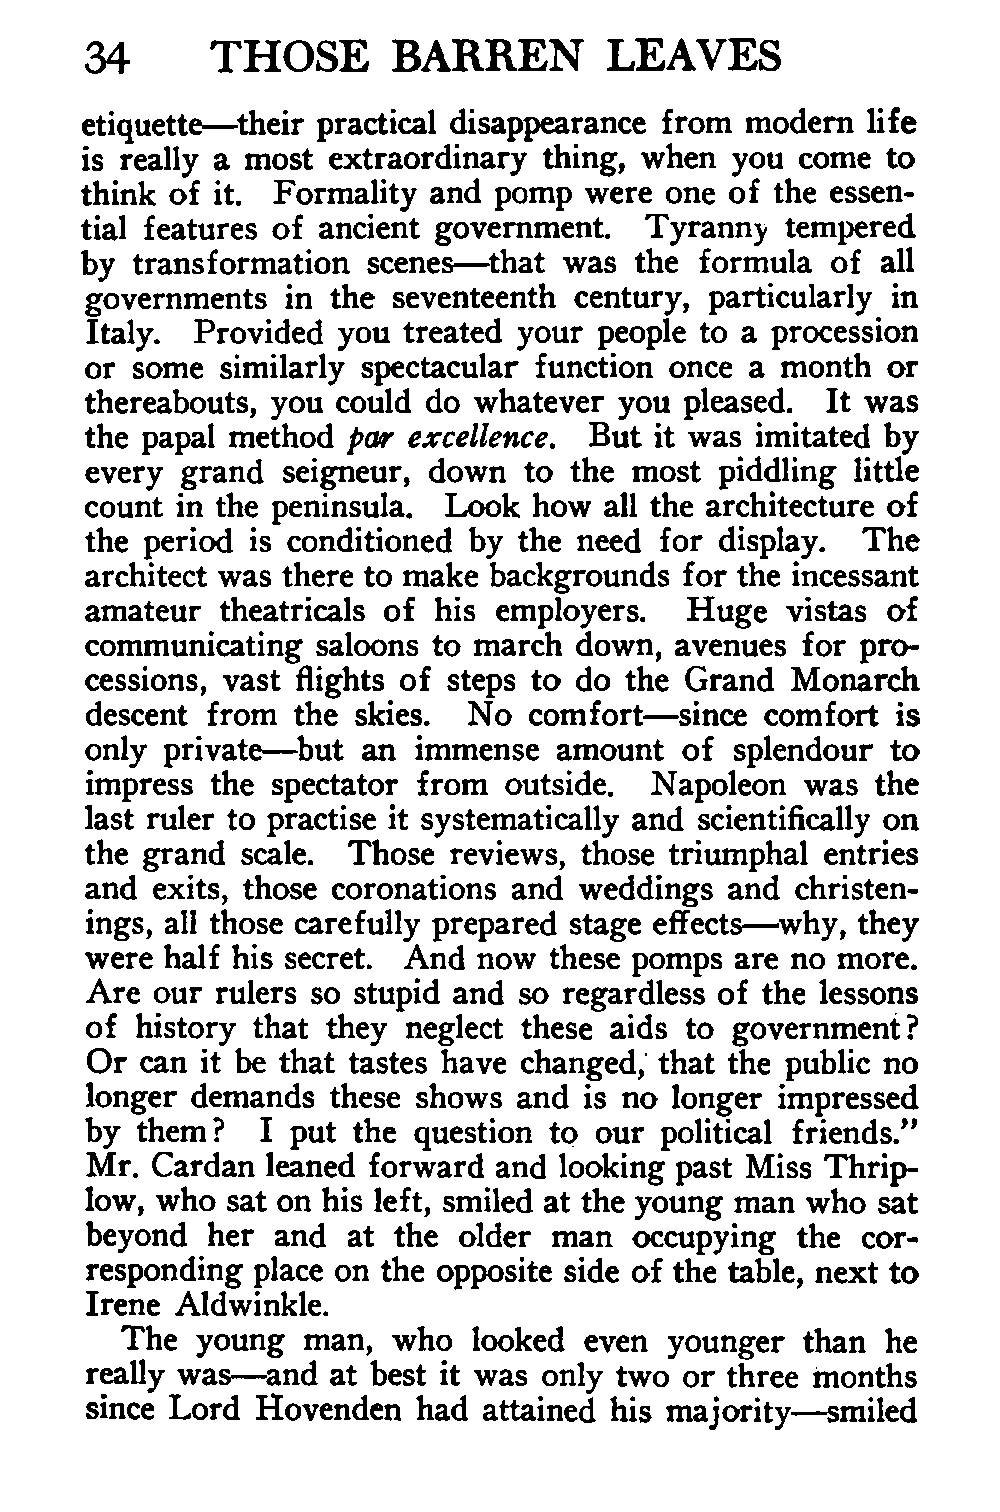 34 THOSE BARREN LEAVES
etiquette—their practical disappearance from modern life
is really a most extraordinary thing, when you come to
think of it. Formality and pomp were one of the essen-
tial features of ancient government. Tyranny tempered
by transformation scenes—that was the formula of all
governments in the seventeenth century, particularly in
Italy. Provided you treated your people to a procession
or some similarly spectacular function once a month or
thereabouts, you could do whatever you pleased. It was
the papal method par excellence. But it was imitated by
every grand seigneur, down to the most piddling little
count in the peninsula. Look how all the architecture of
the period is conditioned by the need for display. The
architect was there to make backgrounds for the incessant
amateur theatricals of his employers. Huge vistas of
communicating saloons to march down, avenues for pro-
cessions, vast flights of steps to do the Grand Monarch
descent from the skies. No comfort—since comfort is
only private—but an immense amount of splendour to
impress the spectator from outside. Napoleon was the
last ruler to practise it systematically and scientifically on
the grand scale. Those reviews, those triumphal entries
and exits, those coronations and weddings and christen-
ings, all those carefully prepared stage effects—why, they
were half his secret. And now these pomps are no more.
Are our rulers so stupid and so regardless of the lessons
of history that they neglect these aids to government?
Or can it be that tastes have changed, that the public no
longer demands these shows and is no longer impressed
by them? I put the question to our political friends."
Mr. Cardan leaned forward and looking past Miss Thrip-
low, who sat on his left, smiled at the young man who sat
beyond her and at the older man occupying the cor-
responding place on the opposite side of the table, next to
Irene Aldwinkle.
The young man, who looked even younger than he
really was—and at best it was only two or three months
since Lord Hovenden had attained his majority—smiled